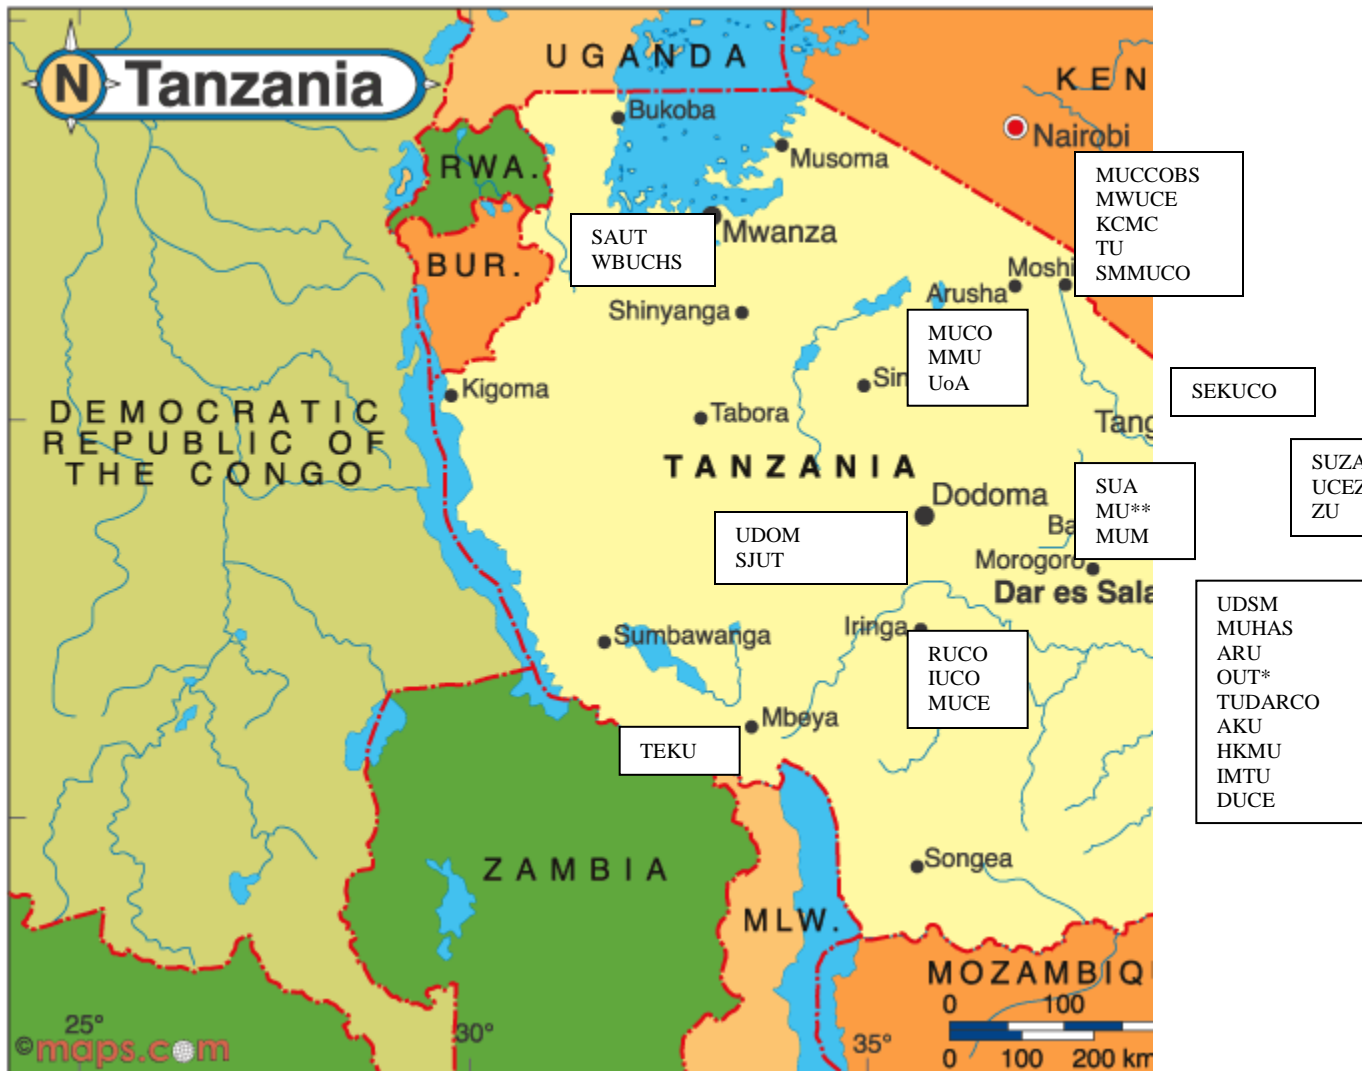 N Tanzania
UGANDA
KEN
Bukoba
Nairobi
Musoma
RWA.
MUCCOBS
MWUCE
KCMC
TU
SMMUCO
Mwanza
SAUT
WBUCHS
BUR.
Moshi
Arusha
Shinyanga
MUCO
MMU
UoA
Sin
Kigoma
SEKUCO
DEMOCRATIC
REPUBLIC OF
THE CONGO
Tabora
Tang
TANZANIA
SUZA
UCEZ
ZU
SUA
MU**
MUM
Dodoma
Ba
UDOM
SJUT
Morogoro
Dar es Sala
UDSM
MUHAS
ARU
OUT*
TUDARCO
AKU
HKMU
IMTU
DUCE
Sumbawanga
Iringa
RUCO
IUCO
MUCE
Mbeya
TEKU
ZAMBIA
Songea
MLW.
MOZAMBIQ
0 100
0 100 200 km
25° 30° 35°
©maps.com